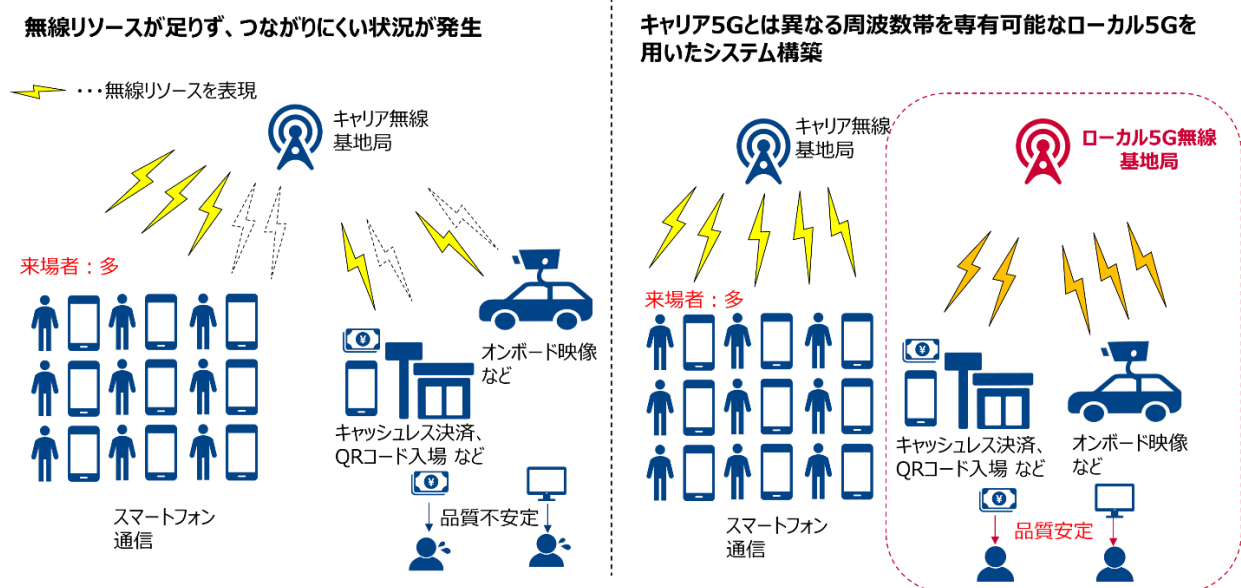 無線リソースが足りず、つながりにくい状況が発生
・・・無線リソースを表現
キャリア無線
基地局
来場者：多
オンボード映像
など
¥
キャッシュレス決済、
QRコード入場 など
¥
品質不安定
スマートフォン
通信
キャリア5Gとは異なる周波数帯を専有可能なローカル5Gを
用いたシステム構築
キャリア無線
基地局
ローカル5G無線
基地局
来場者：多
¥
キャッシュレス決済、
QRコード入場 など
オンボード映像
など
¥
品質安定
スマートフォン
通信